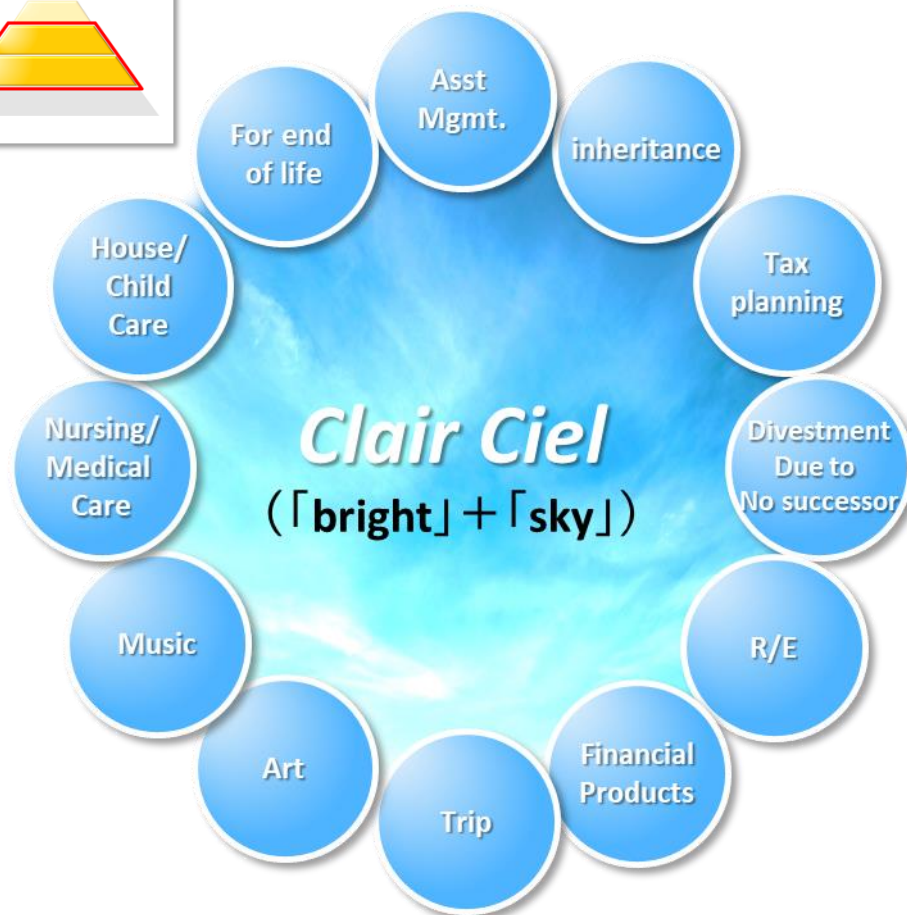 Asst
Mgmt.
inheritance
Tax
planning
Divestment
Due to
No successor
R/E
Financial
Products
Trip
Art
Music
Nursing/
Medical
Care
House/
Child
Care
For end
of life
Clair Ciel
(「bright」+「sky」)